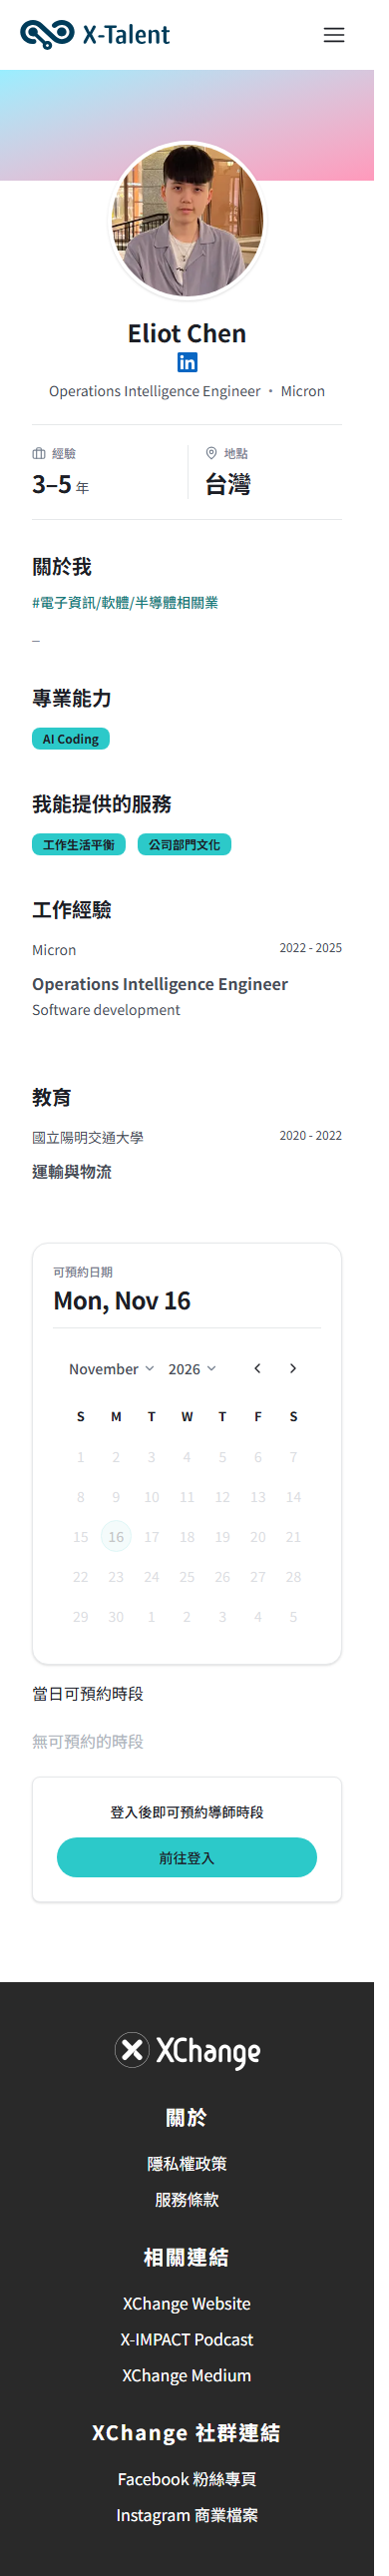 X-Talent
Eliot Chen
in
Operations Intelligence Engineer • Micron
經驗
地點
3–5 年
台灣
關於我
#電子資訊/軟體/半導體相關業
–
專業能力
AI Coding
我能提供的服務
工作生活平衡 公司部門文化
工作經驗
Micron 2022 - 2025
Operations Intelligence Engineer
Software development
教育
國立陽明交通大學 2020 - 2022
運輸與物流
可預約日期
Mon, Nov 16
November 2026
S M T W T F S
1 2 3 4 5 6 7
8 9 10 11 12 13 14
15 16 17 18 19 20 21
22 23 24 25 26 27 28
29 30 1 2 3 4 5
當日可預約時段
無可預約的時段
登入後即可預約導師時段
前往登入
XChange
關於
隱私權政策
服務條款
相關連結
XChange Website
X-IMPACT Podcast
XChange Medium
XChange 社群連結
Facebook 粉絲專頁
Instagram 商業檔案